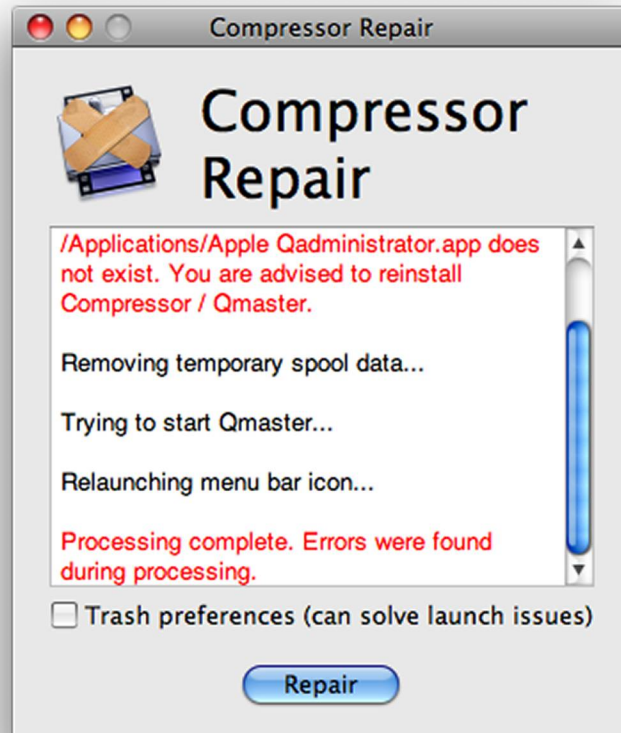 Compressor Repair
Compressor
Repair
/Applications/Apple Qadministrator.app does
not exist. You are advised to reinstall
Compressor / Qmaster.
Removing temporary spool data...
Trying to start Qmaster...
Relaunching menu bar icon...
Processing complete. Errors were found
during processing.
Trash preferences (can solve launch issues)
Repair